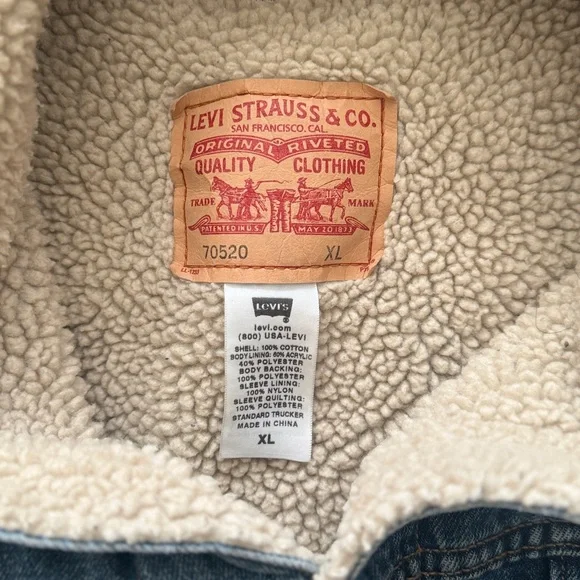 LEVI STRAUSS & CO.
SAN FRANCISCO, CAL.
ORIGINAL RIVETED
QUALITY CLOTHING
TRADE MARK
PATENTED IN U.S. MAY 20 1873
70520 XL
LEVI'S
levi.com
(800) USA-LEVI
SHELL: 100% COTTON
BODY LINING: 60% ACRYLIC
40% POLYESTER
BODY BACKING:
100% POLYESTER
SLEEVE LINING:
100% NYLON
SLEEVE QUILTING:
100% POLYESTER
STANDARD TRUCKER
MADE IN CHINA
XL